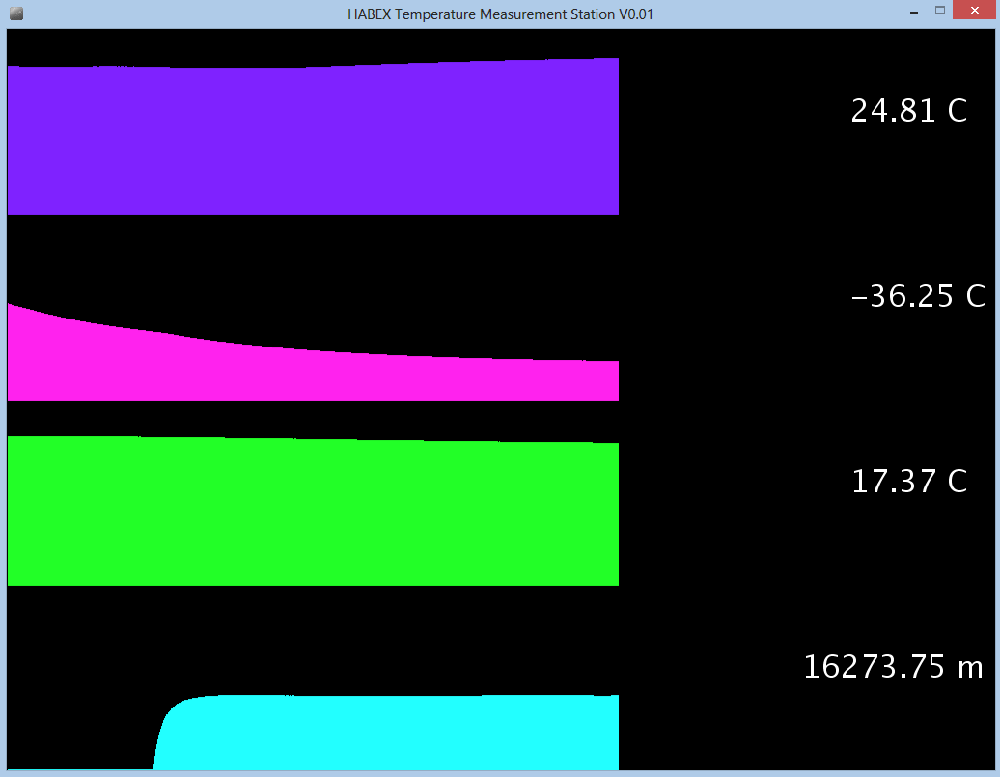 HABEX Temperature Measurement Station V0.01
24.81 C
-36.25 C
17.37 C
16273.75 m